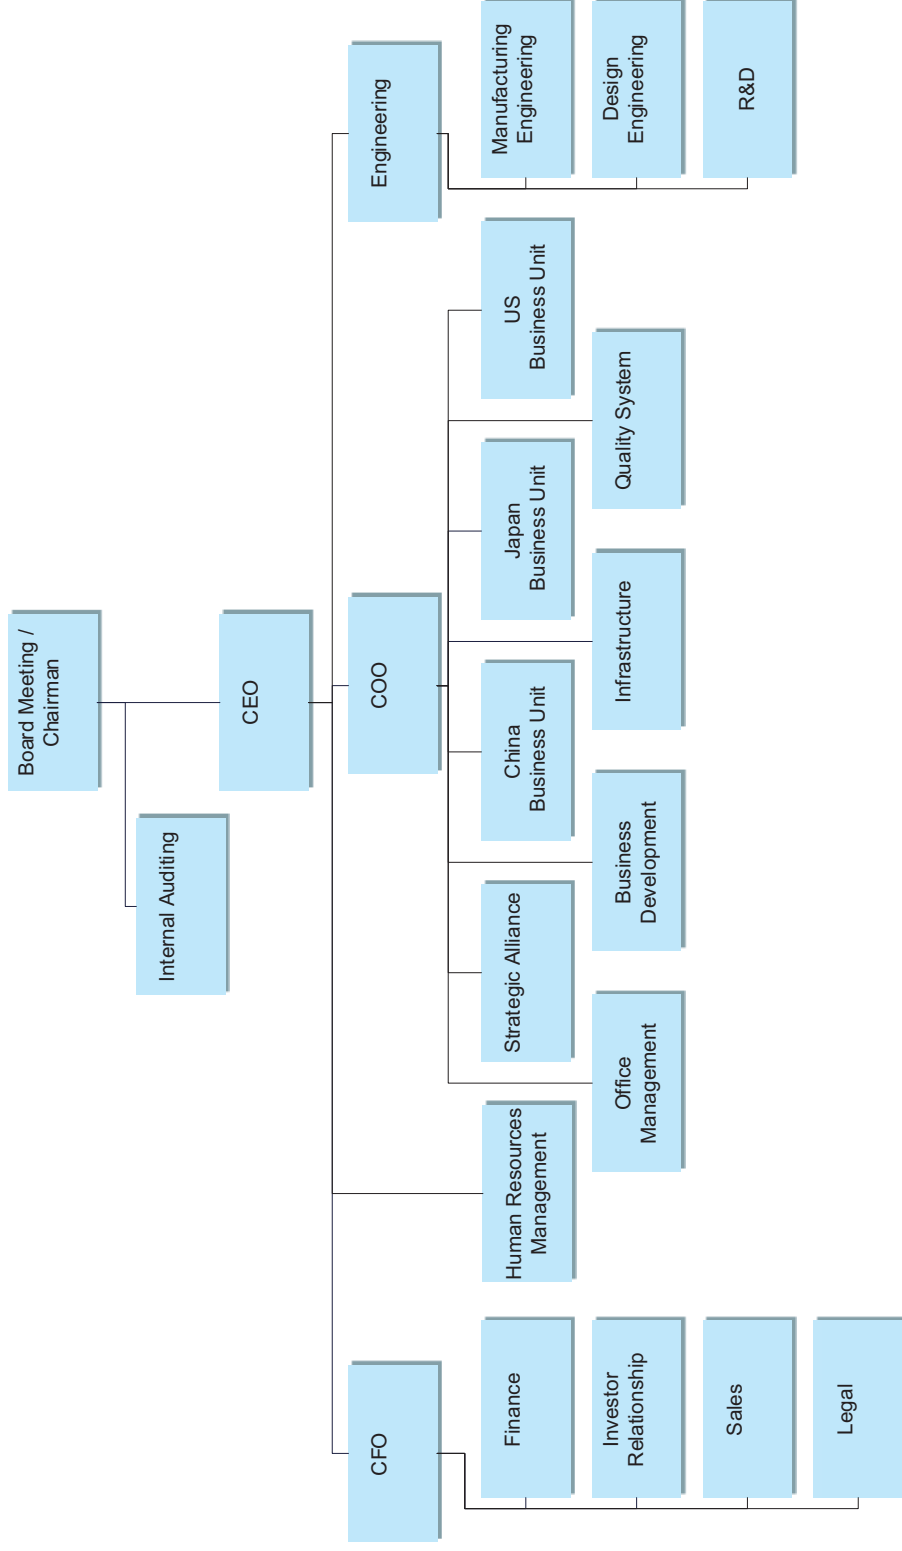 Board Meeting /
Chairman
Internal Auditing
CEO
CFO
COO
Engineering
Human Resources
Management
Finance
Investor
Relationship
Sales
Legal
Strategic Alliance
China
Business Unit
Japan
Business Unit
US
Business Unit
Office
Management
Business
Development
Infrastructure
Quality System
Manufacturing
Engineering
Design
Engineering
R&D